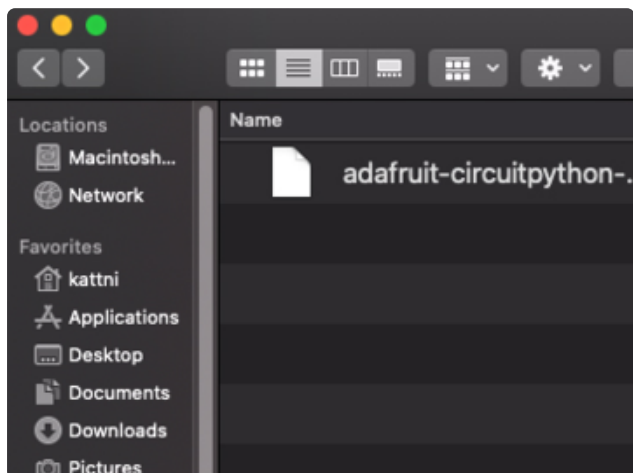 Locations
Macintosh...
Network
Favorites
kattni
Applications
Desktop
Documents
Downloads
Pictures
Name
adafruit-circuitpython-.